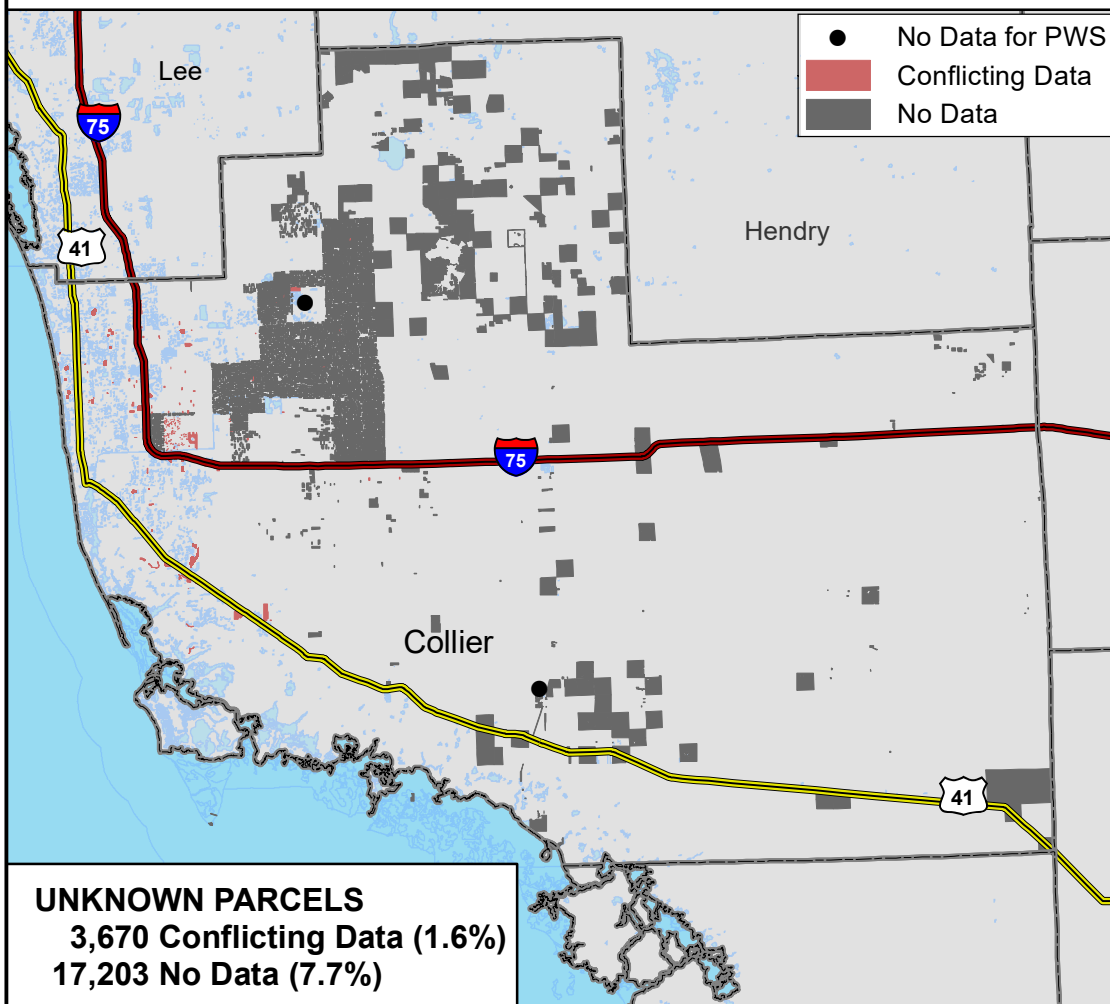 No Data for PWS
Conflicting Data
No Data
Lee
75
41
Hendry
75
Collier
41
UNKNOWN PARCELS
3,670 Conflicting Data (1.6%)
17,203 No Data (7.7%)